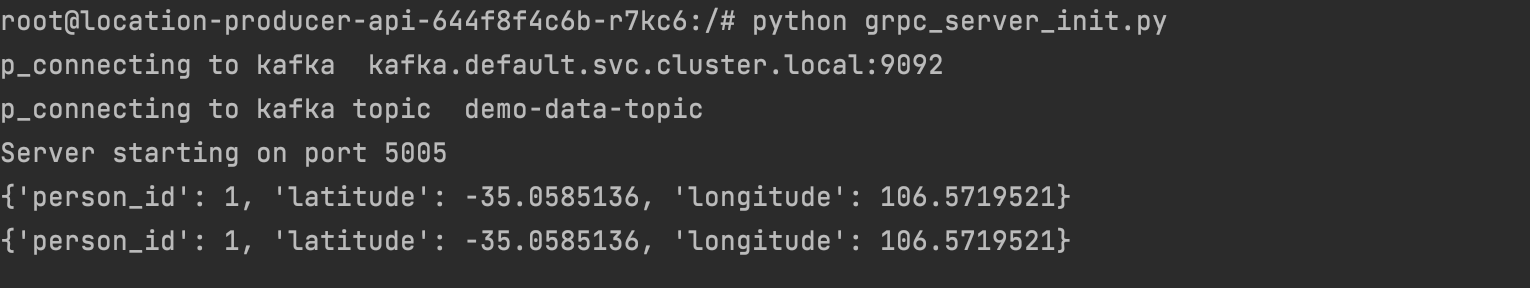 root@location-producer-api-644f8f4c6b-r7kc6:/# python grpc_server_init.py
p_connecting to kafka  kafka.default.svc.cluster.local:9092
p_connecting to kafka topic  demo-data-topic
Server starting on port 5005
{'person_id': 1, 'latitude': -35.0585136, 'longitude': 106.5719521}
{'person_id': 1, 'latitude': -35.0585136, 'longitude': 106.5719521}